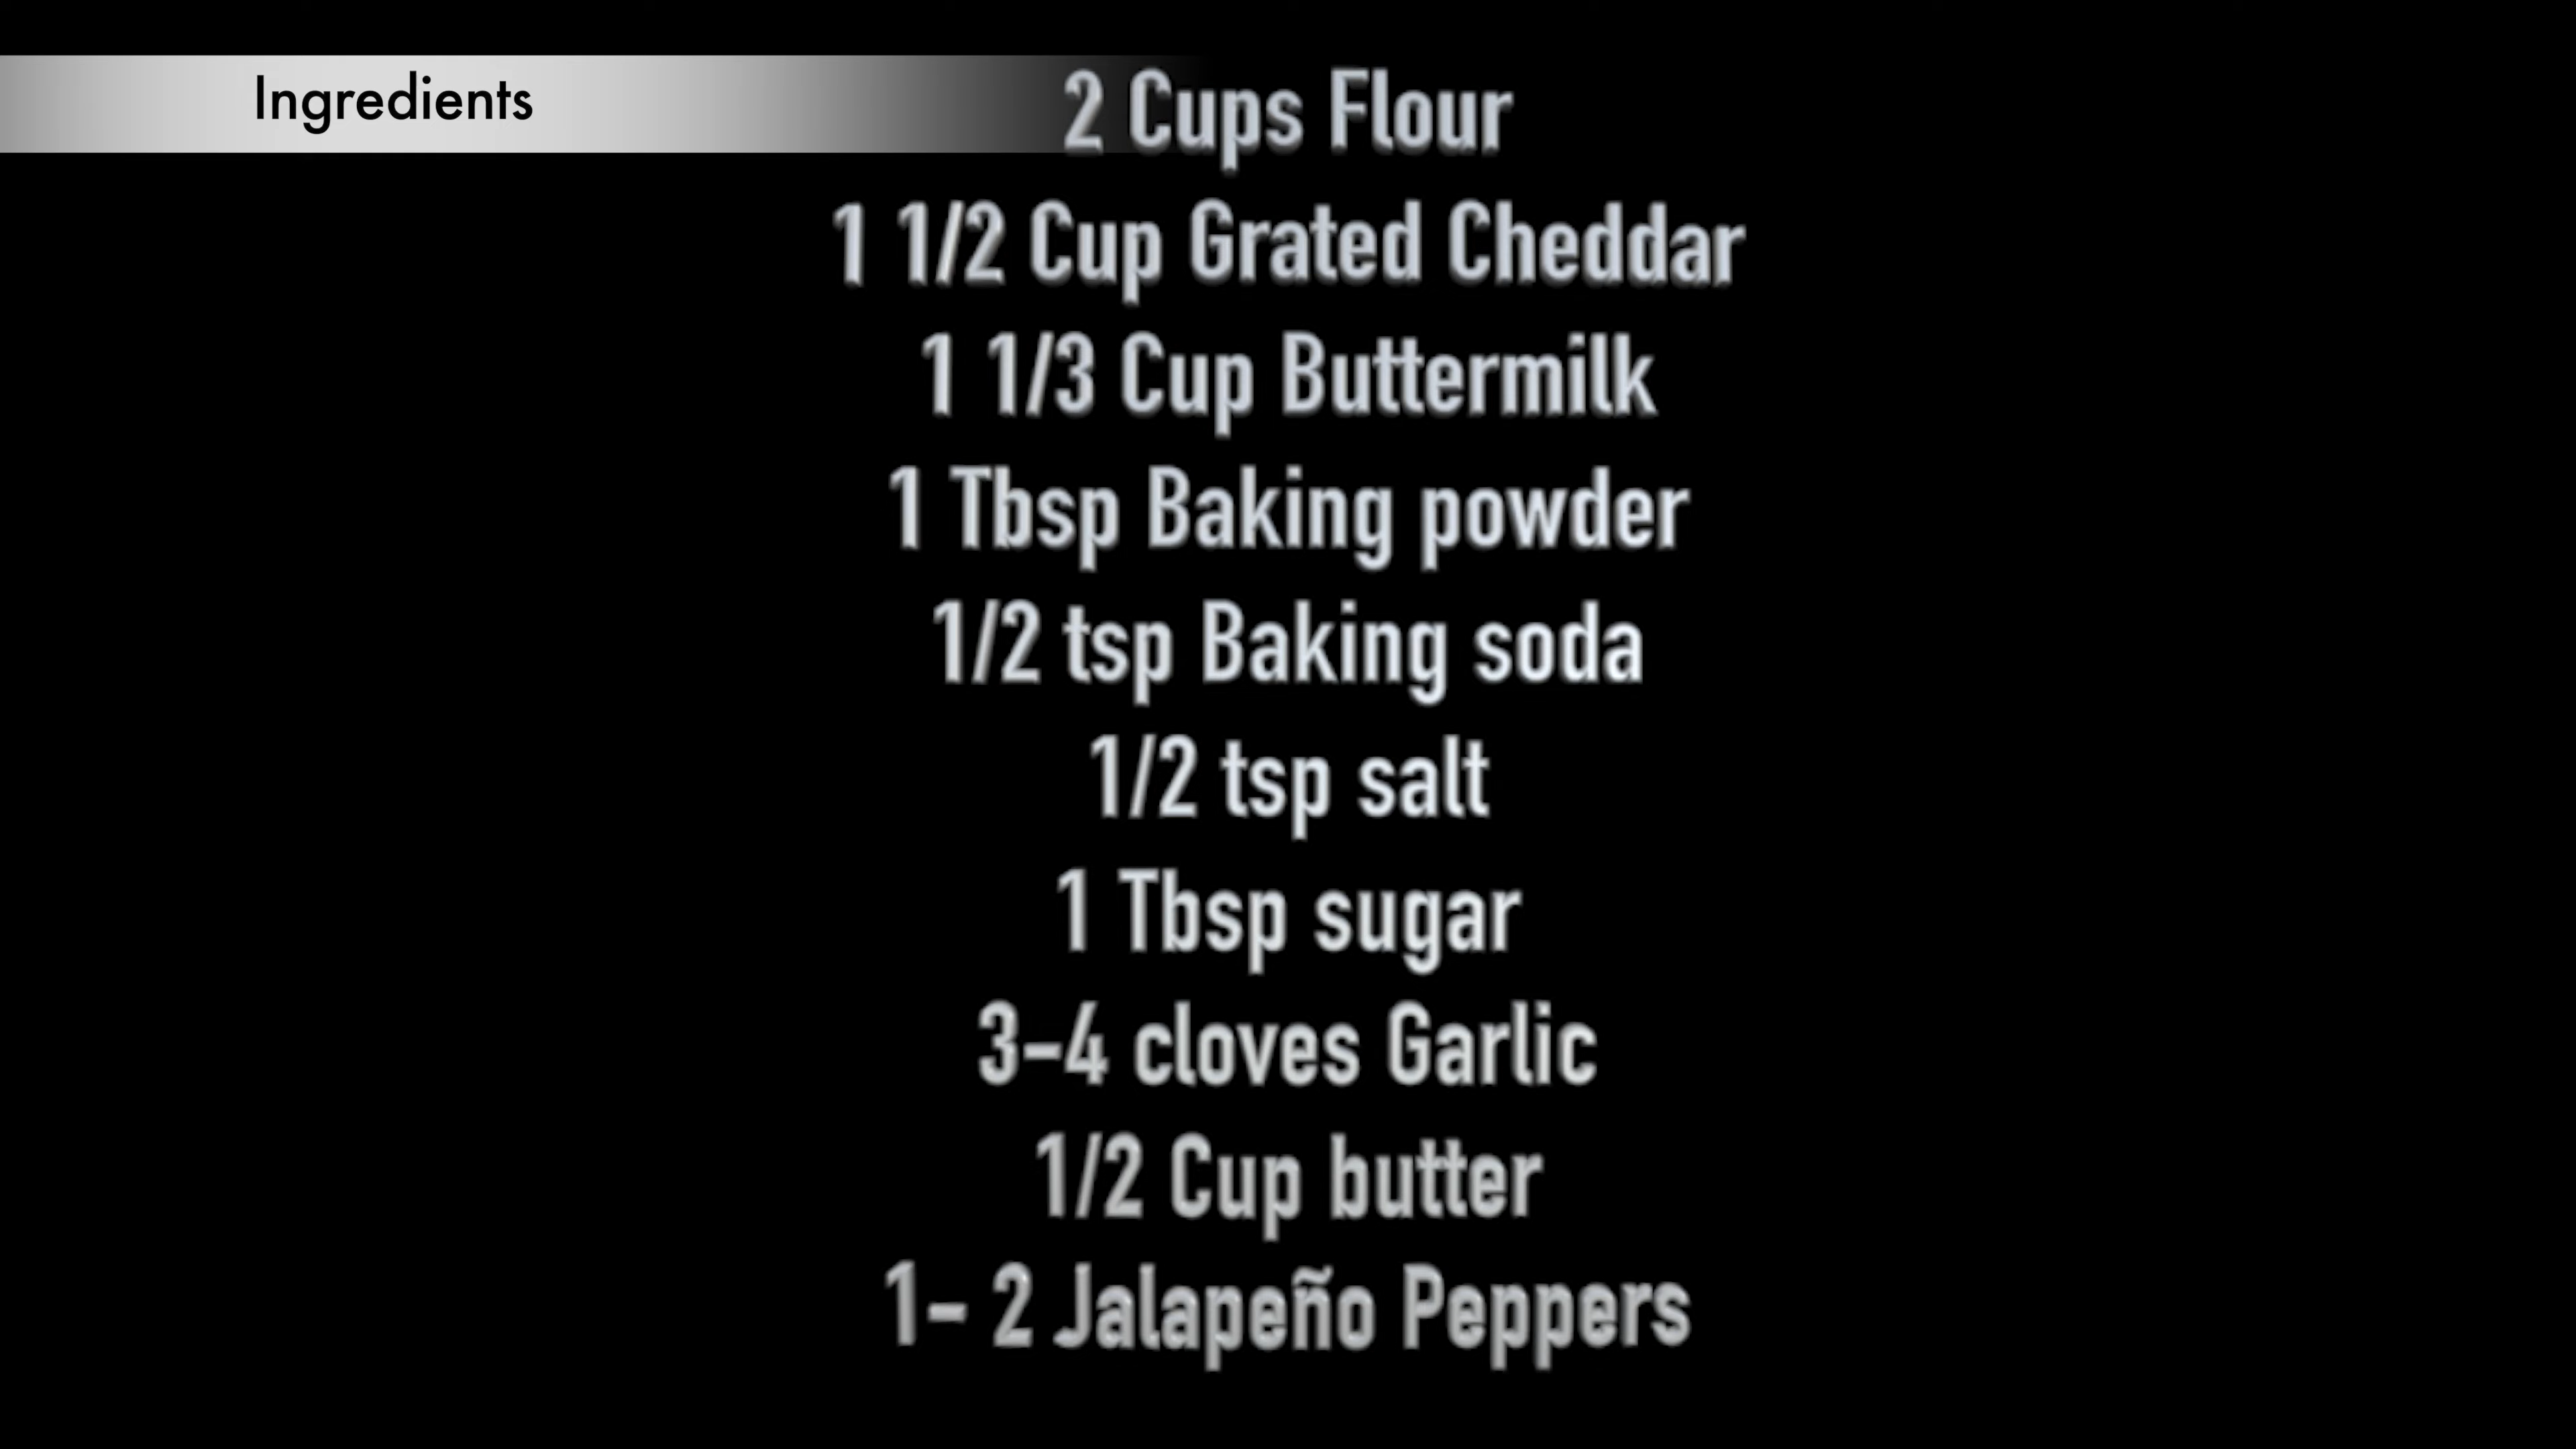 Ingredients
2 Cups Flour
1 1/2 Cup Grated Cheddar
1 1/3 Cup Buttermilk
1 Tbsp Baking powder
1/2 tsp Baking soda
1/2 tsp salt
1 Tbsp sugar
3-4 cloves Garlic
1/2 Cup butter
1- 2 Jalapeño Peppers